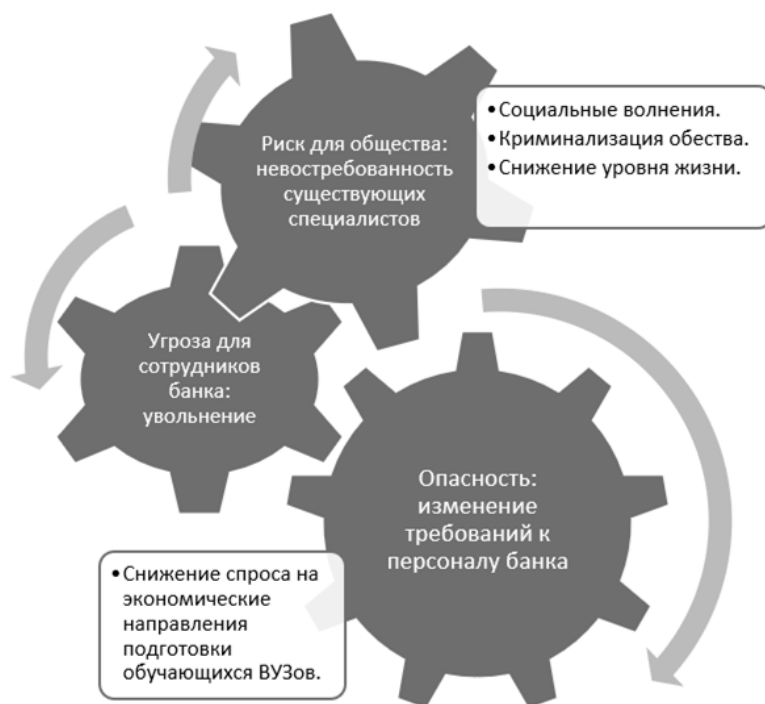 Риск для общества:
невостребованность
существующих
специалистов
•Социальные волнения.
•Криминализация обества.
•Снижение уровня жизни.
Угроза для
сотрудников
банка:
увольнение
Опасность:
изменение
требований к
персоналу банка
•Снижение спроса на
экономические
направления
подготовки
обучающихся ВУЗов.